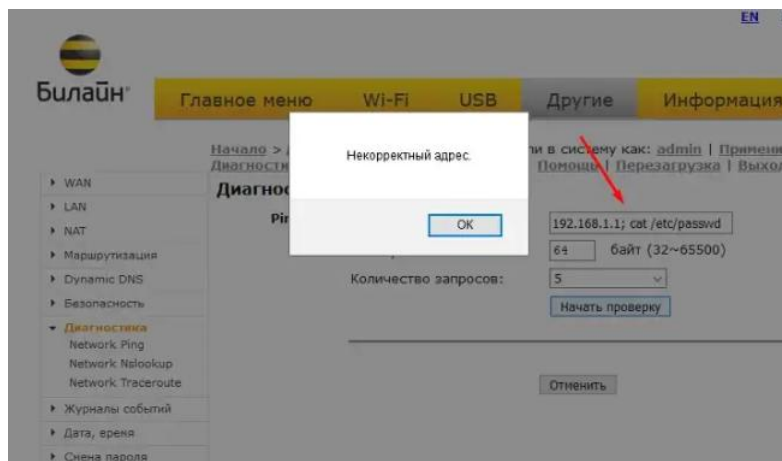 EN
Билайн
Главное меню Wi-Fi USB Другие Информация
Начало > ли в систему как: admin | Примени
Диагности Помощь | Перезагрузка | Выход
Диагнос
Некорректный адрес.
OK
Pin
192.168.1.1; cat /etc/passwd
64 байт (32~65500)
Количество запросов: 5
Начать проверку
Отменить
WAN
LAN
NAT
Маршрутизация
Dynamic DNS
Безопасность
Диагностика
Network Ping
Network Nslookup
Network Traceroute
Журналы событий
Дата, время
Смена пароля